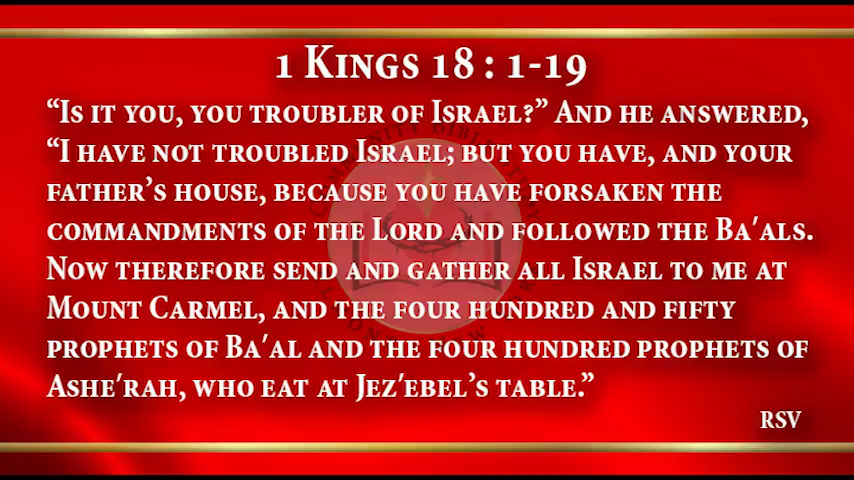 1 Kings 18 : 1-19
“Is it you, you troubler of Israel?” And he answered,
“I have not troubled Israel; but you have, and your
father’s house, because you have forsaken the
commandments of the Lord and followed the Ba′als.
Now therefore send and gather all Israel to me at
Mount Carmel, and the four hundred and fifty
prophets of Ba′al and the four hundred prophets of
Ashe′rah, who eat at Jez′ebel’s table.”
RSV